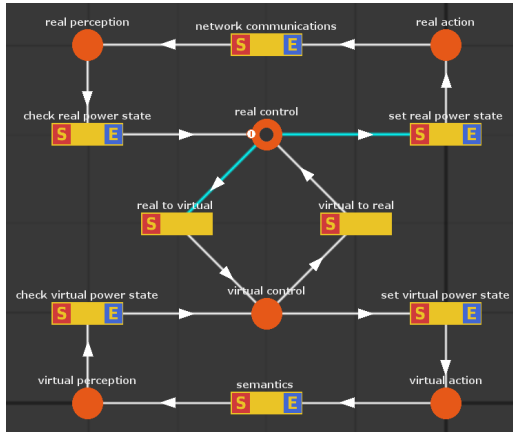 real perception
network communications
real action
S E
check real power state
real control
set real power state
S E
S E
real to virtual
virtual to real
S
S
check virtual power state
virtual control
set virtual power state
S E
S E
virtual perception
semantics
virtual action
S E